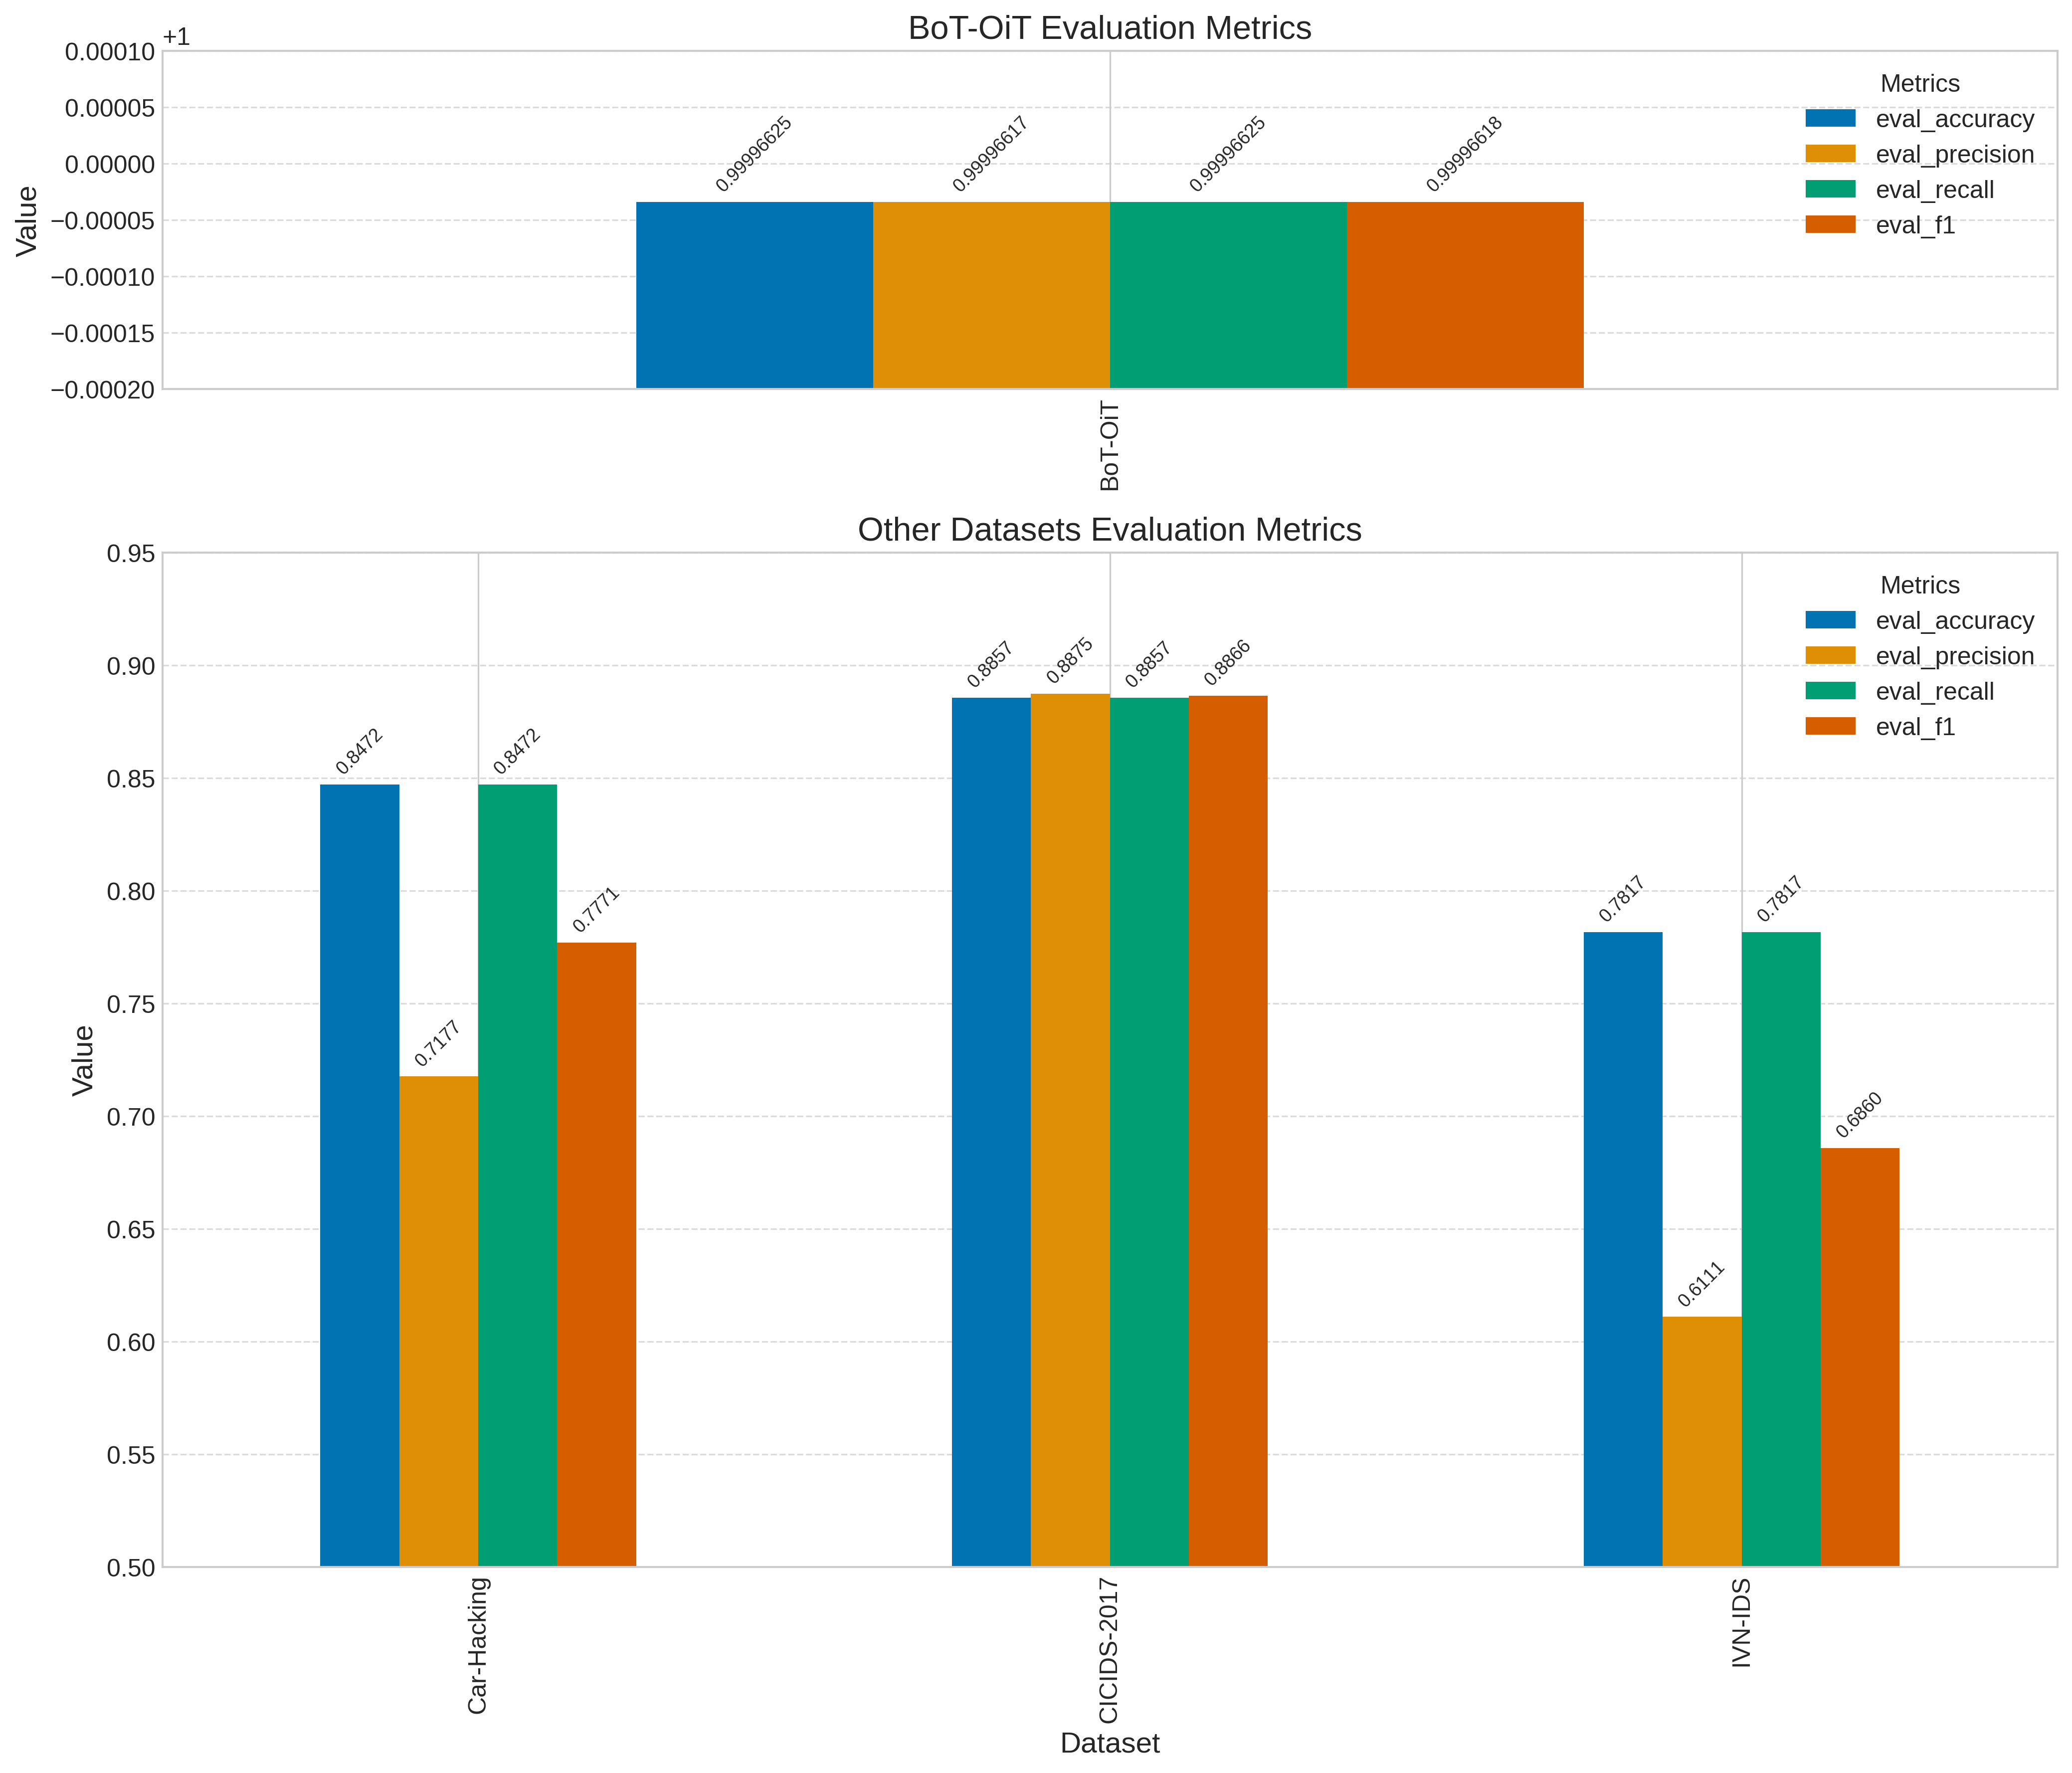 BoT-OiT Evaluation Metrics
+1
0.00010
0.00005
0.00000
−0.00005
−0.00010
−0.00015
−0.00020
Value
0.99996625
0.99996617
0.99996625
0.99996618
Metrics
eval_accuracy
eval_precision
eval_recall
eval_f1
BoT-OiT
Other Datasets Evaluation Metrics
0.95
0.90
0.85
0.80
0.75
0.70
0.65
0.60
0.55
0.50
Value
0.8472
0.7177
0.8472
0.7771
0.8857
0.8875
0.8857
0.8866
0.7817
0.6111
0.7817
0.6860
Metrics
eval_accuracy
eval_precision
eval_recall
eval_f1
Car-Hacking
CICIDS-2017
IVN-IDS
Dataset